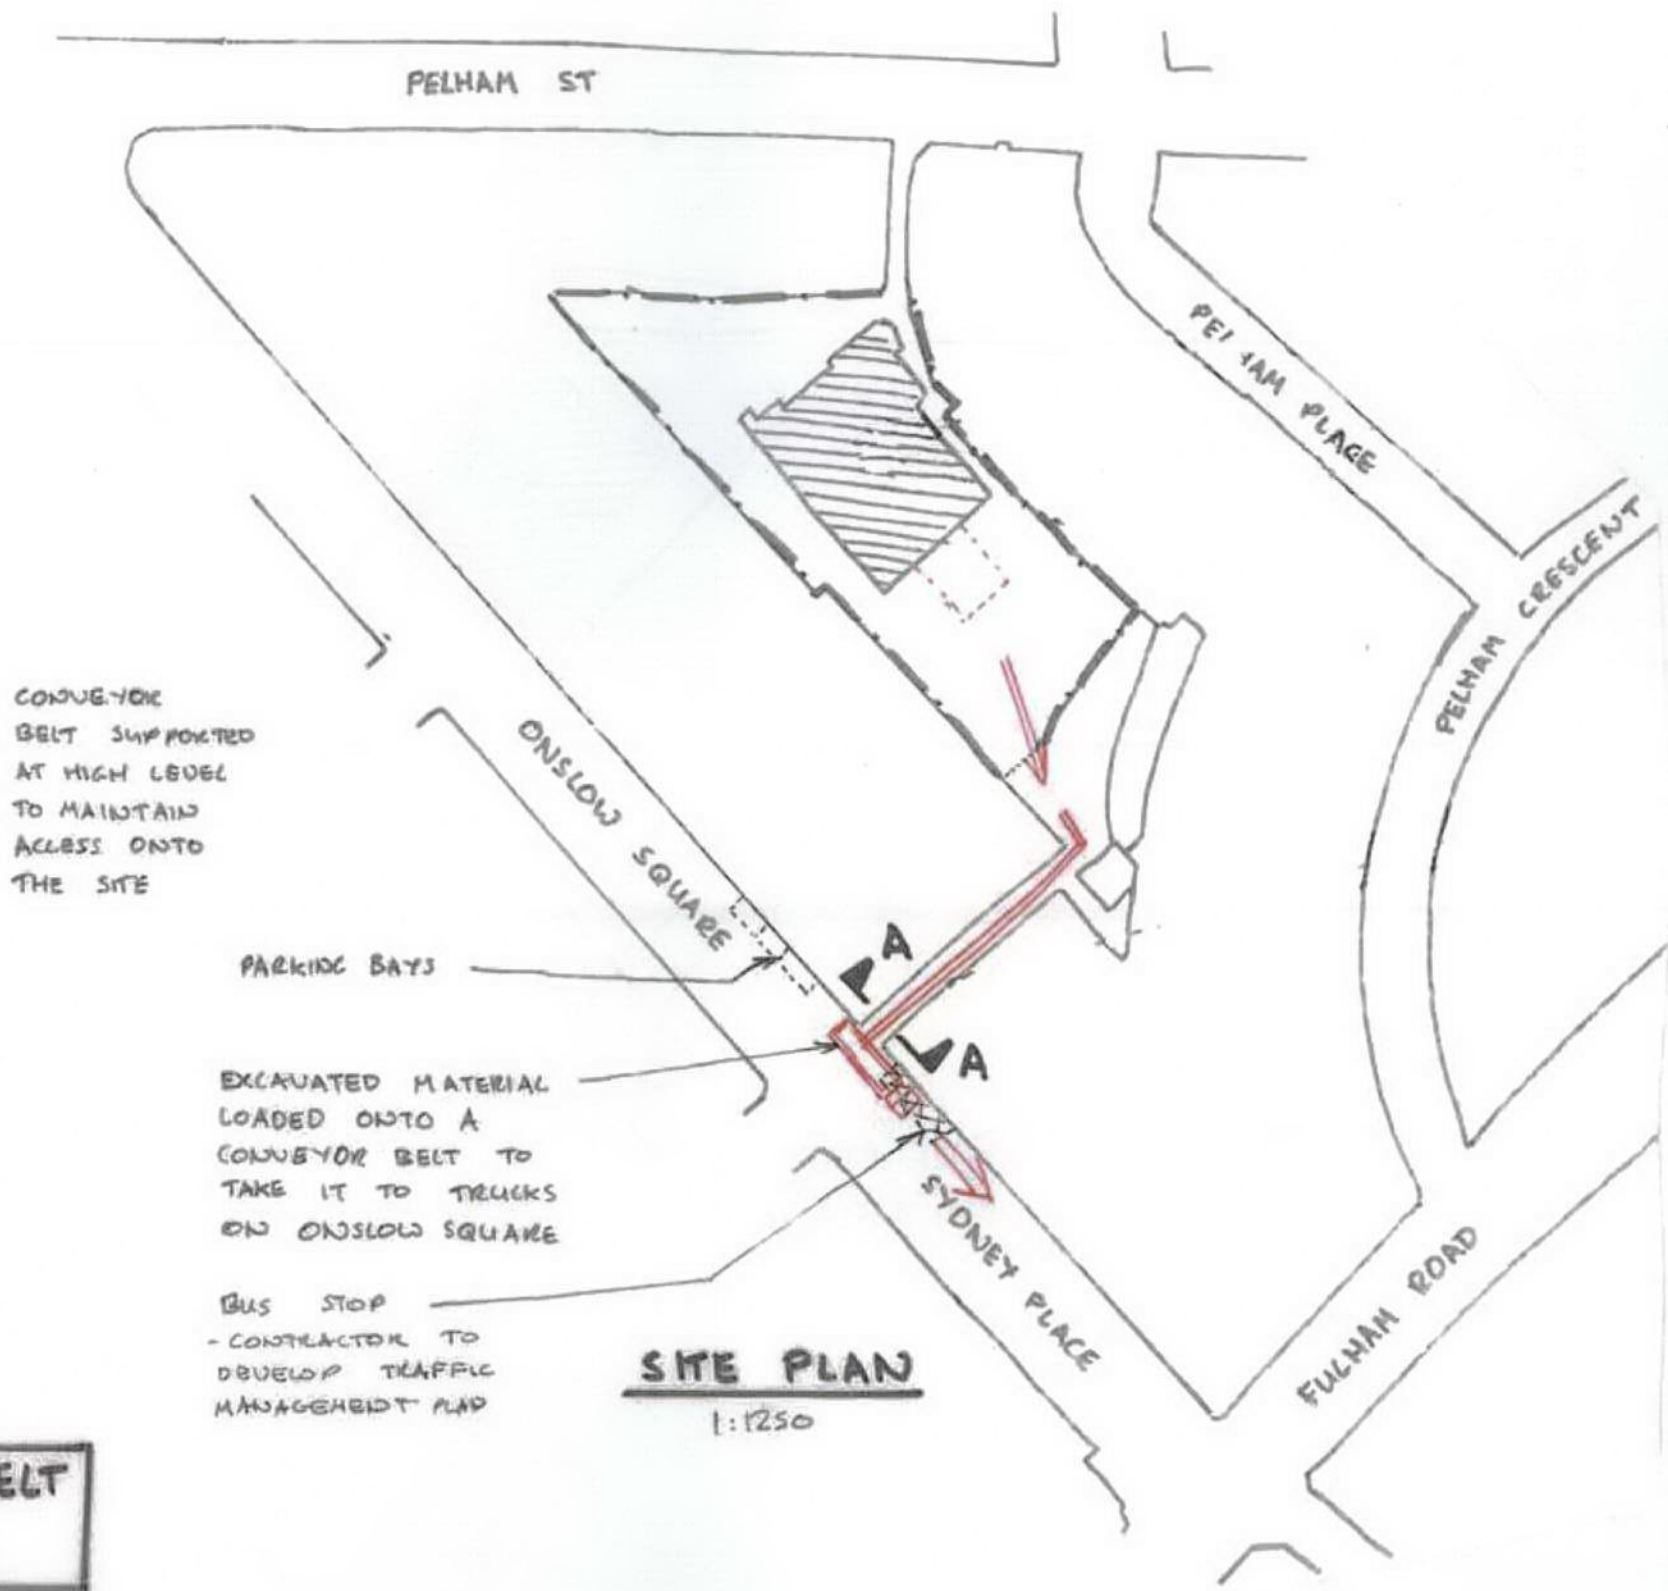 PELHAM ST
PELHAM PLACE
PELHAM CRESCENT
CONVEYOR
BELT SUPPORTED
AT HIGH LEVEL
TO MAINTAIN
ACCESS ONTO
THE SITE
ONSLOW SQUARE
PARKING BAYS
A
A
EXCAVATED MATERIAL
LOADED ONTO A
CONVEYOR BELT TO
TAKE IT TO TRUCKS
ON ONSLOW SQUARE
SYDNEY PLACE
BUS STOP
- CONTRACTOR TO
DEVELOP TRAFFIC
MANAGEMENT PLAN
FULHAM ROAD
SITE PLAN
1:1250
ELT